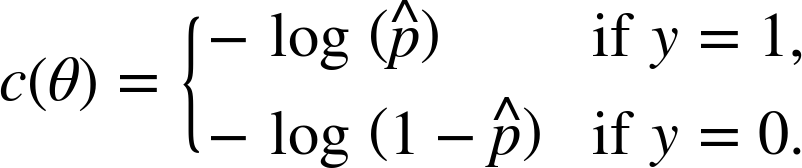 c(θ) = { − log (p̂) if y = 1,
− log (1 − p̂) if y = 0.